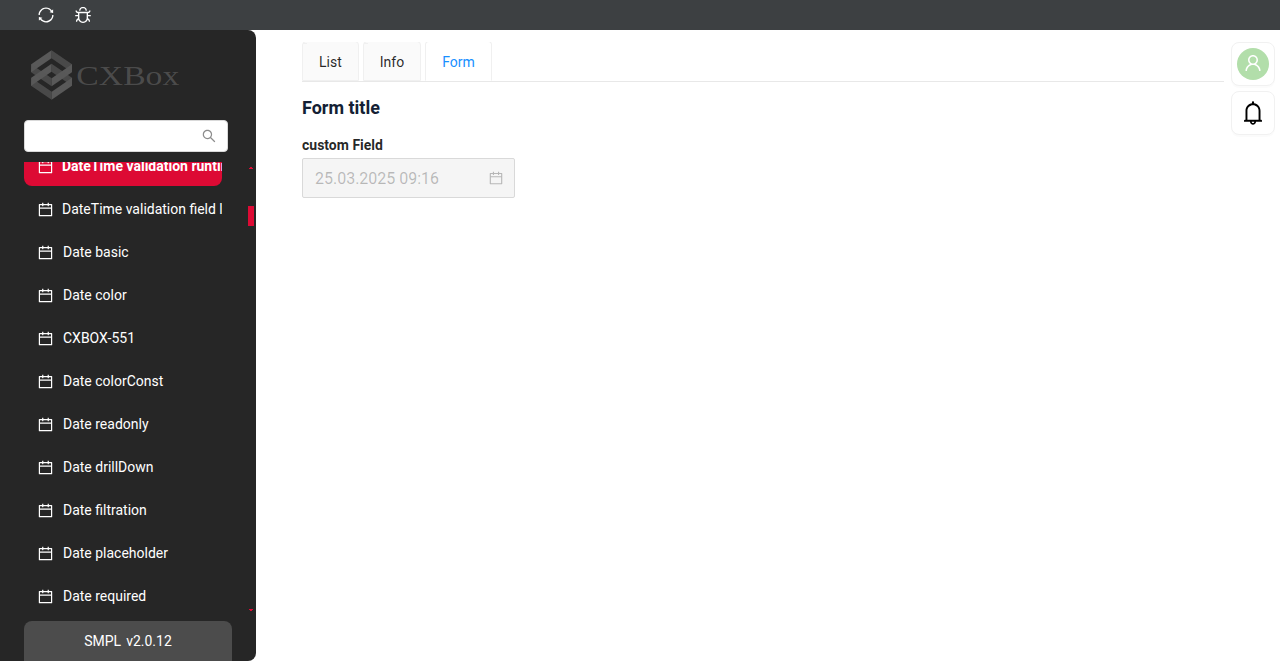 CXBox
DateTime validation
DateTime validation field
Date basic
Date color
CXBOX-551
Date colorConst
Date readonly
Date drillDown
Date filtration
Date placeholder
Date required
SMPL v2.0.12
List
Info
Form
Form title
custom Field
25.03.2025 09:16